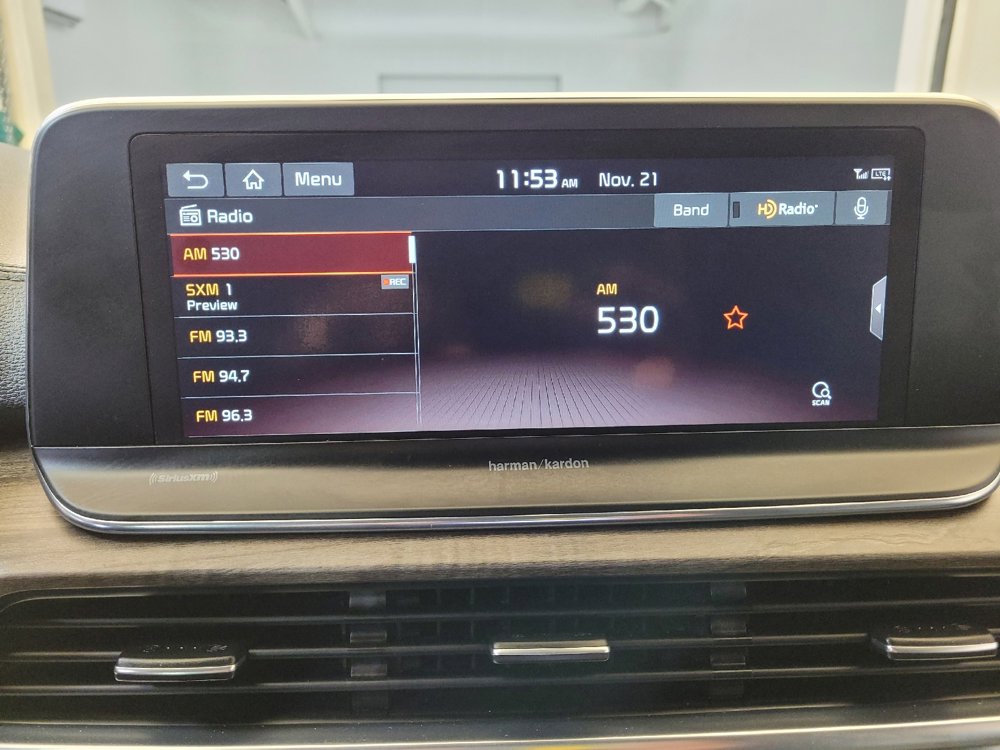 Menu
11:53 AM Nov. 21
LTE
Radio
Band
HD Radio
AM 530
SXM 1
REC
Preview
FM 93.3
FM 94.7
FM 96.3
AM
530
SCAN
harman/kardon
((SiriusXM))